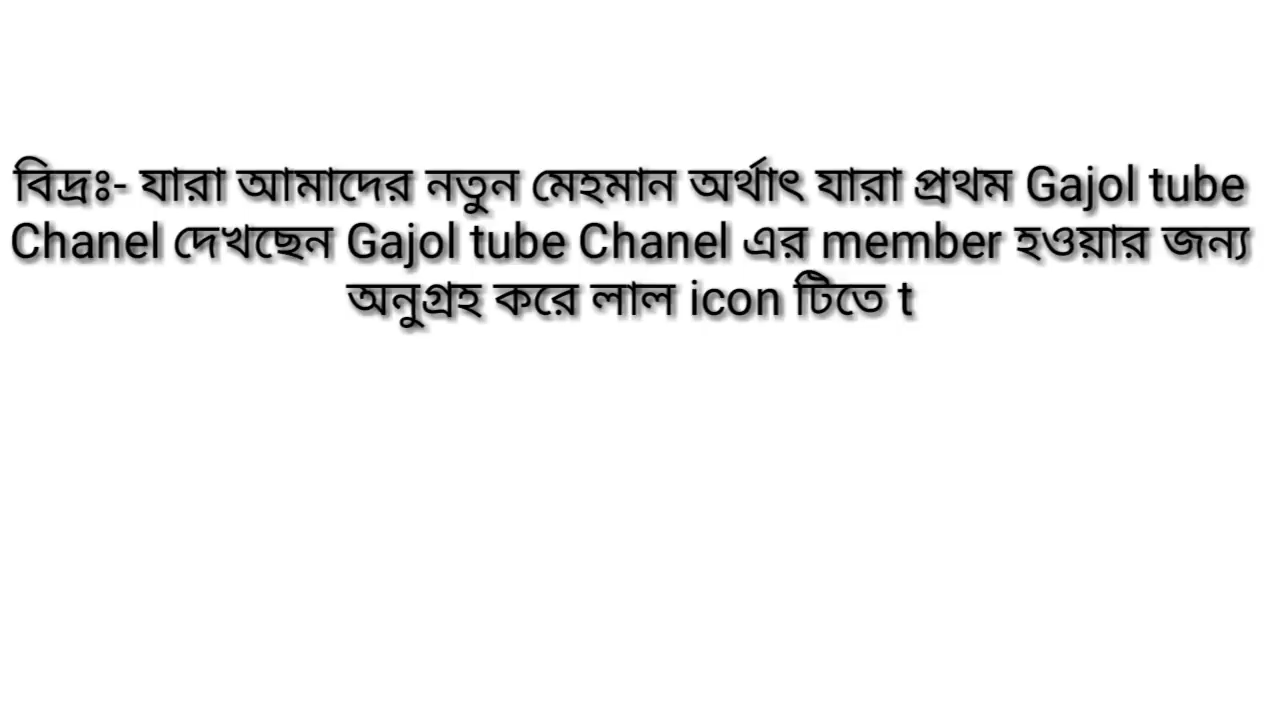 বিদ্রঃ- যারা আমাদের নতুন মেহমান অর্থাৎ যারা প্রথম Gajol tube
Chanel দেখছেন Gajol tube Chanel এর member হওয়ার জন্য
অনুগ্রহ করে লাল icon টিতে t